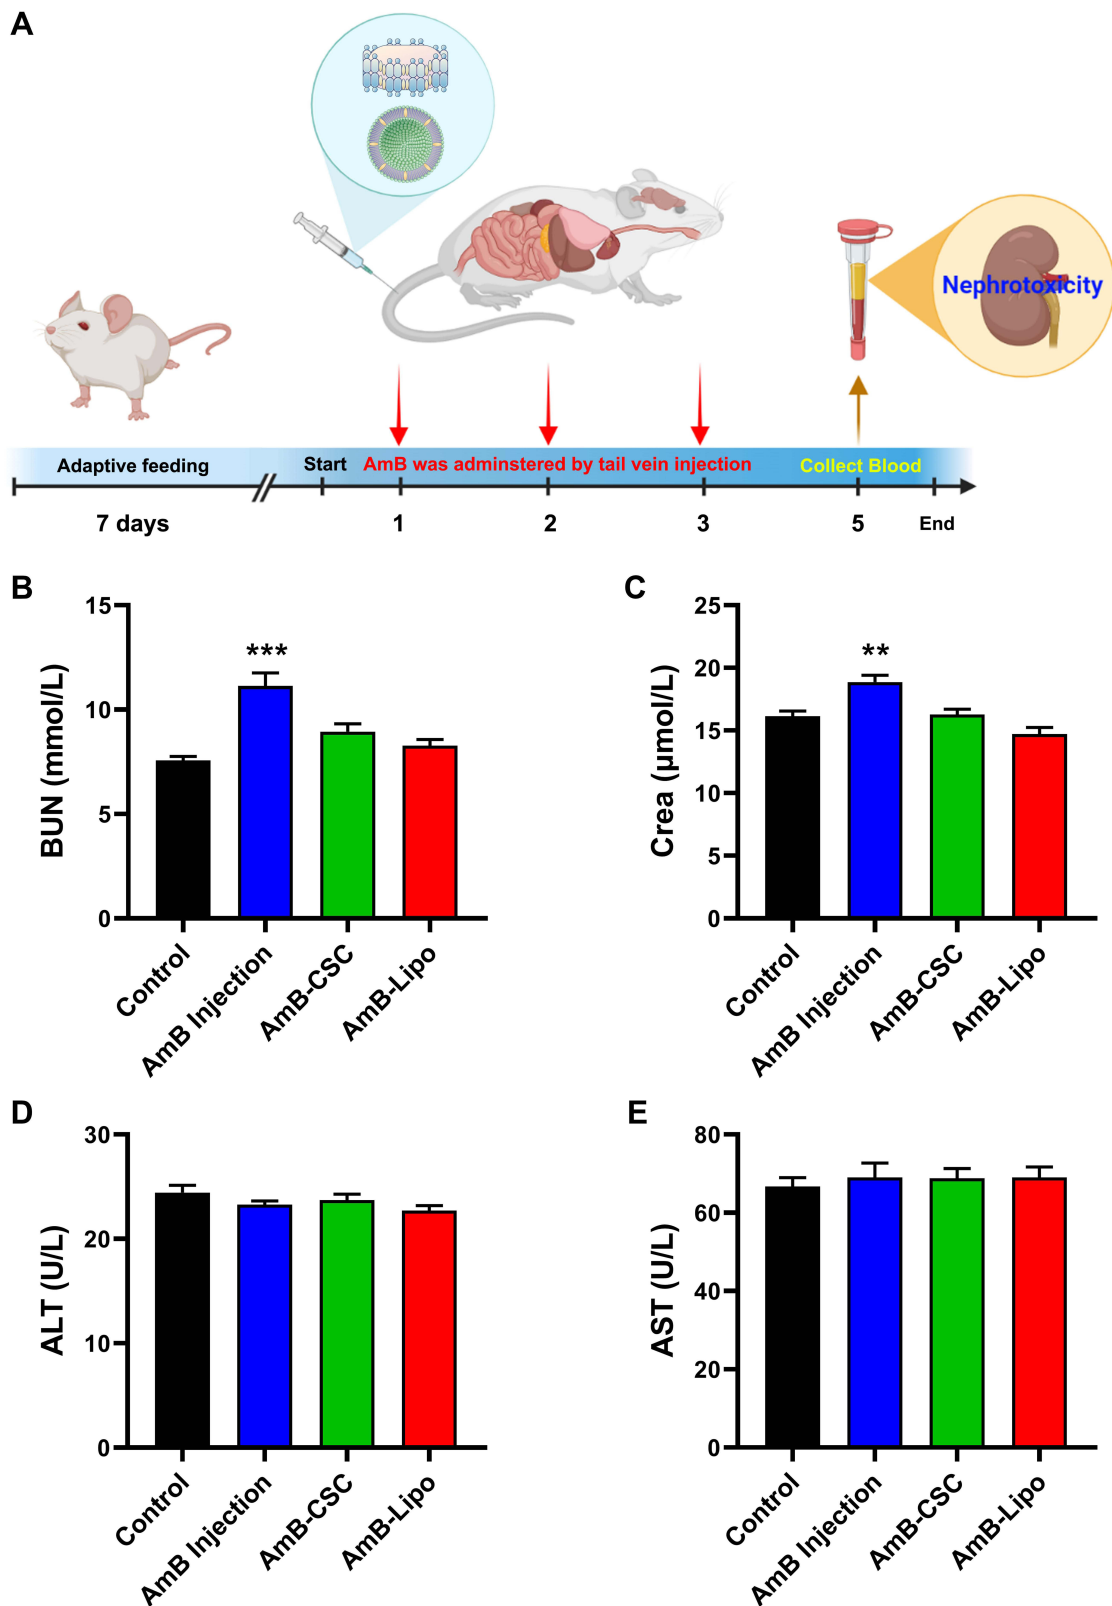 A
Nephrotoxicity
Adaptive feeding
Start
AmB was adminstered by tail vein injection
Collect Blood
7 days
1
2
3
5
End
B
BUN (mmol/L)
15
10
5
0
***
Control
AmB Injection
AmB-CSC
AmB-Lipo
C
Crea (μmol/L)
25
20
15
10
5
0
**
Control
AmB Injection
AmB-CSC
AmB-Lipo
D
ALT (U/L)
30
20
10
0
Control
AmB Injection
AmB-CSC
AmB-Lipo
E
AST (U/L)
80
60
40
20
0
Control
AmB Injection
AmB-CSC
AmB-Lipo